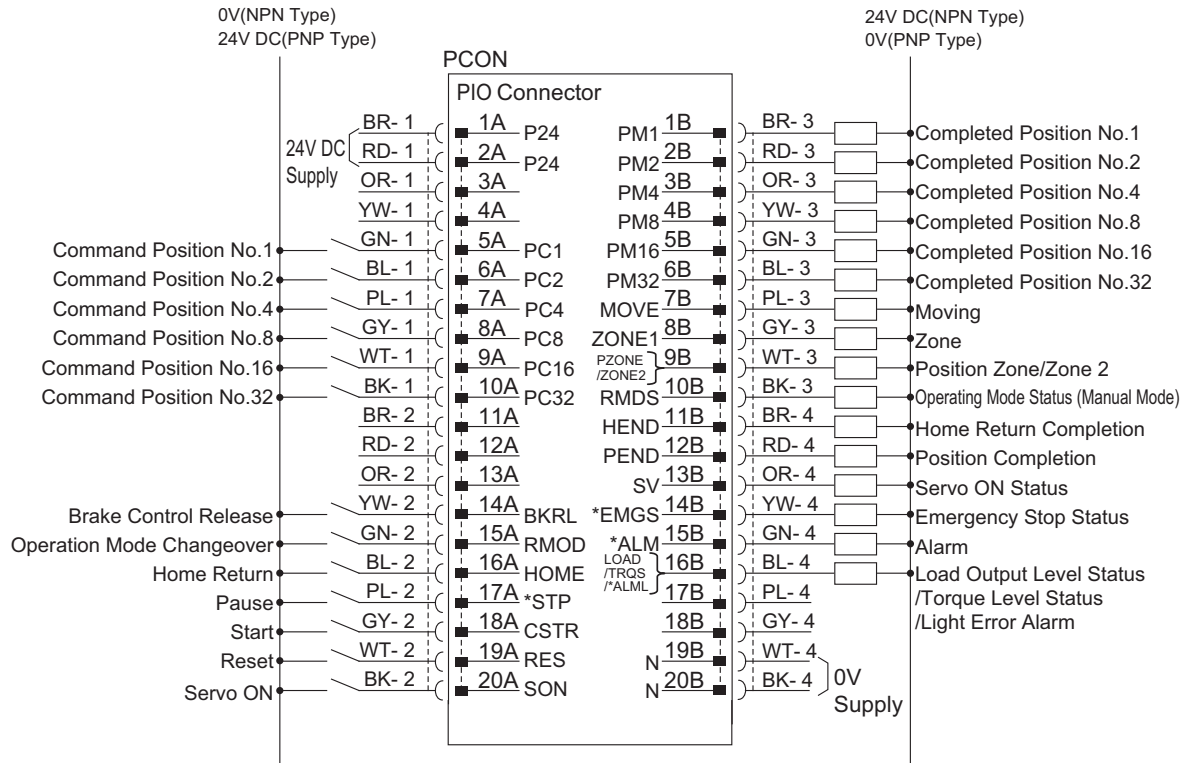 0V(NPN Type)
24V DC(PNP Type)
24V DC(NPN Type)
0V(PNP Type)
PCON
PIO Connector
24V DC
Supply
BR- 1 1A P24
RD- 1 2A P24
OR- 1 3A
YW- 1 4A
Command Position No.1 GN- 1 5A PC1
Command Position No.2 BL- 1 6A PC2
Command Position No.4 PL- 1 7A PC4
Command Position No.8 GY- 1 8A PC8
Command Position No.16 WT- 1 9A PC16
Command Position No.32 BK- 1 10A PC32
BR- 2 11A
RD- 2 12A
OR- 2 13A
Brake Control Release YW- 2 14A BKRL
Operation Mode Changeover GN- 2 15A RMOD
Home Return BL- 2 16A HOME
Pause PL- 2 17A *STP
Start GY- 2 18A CSTR
Reset WT- 2 19A RES
Servo ON BK- 2 20A SON
PM1 1B BR- 3 Completed Position No.1
PM2 2B RD- 3 Completed Position No.2
PM4 3B OR- 3 Completed Position No.4
PM8 4B YW- 3 Completed Position No.8
PM16 5B GN- 3 Completed Position No.16
PM32 6B BL- 3 Completed Position No.32
MOVE 7B PL- 3 Moving
ZONE1 8B GY- 3 Zone
PZONE
/ZONE2 9B WT- 3 Position Zone/Zone 2
RMDS 10B BK- 3 Operating Mode Status (Manual Mode)
HEND 11B BR- 4 Home Return Completion
PEND 12B RD- 4 Position Completion
SV 13B OR- 4 Servo ON Status
*EMGS 14B YW- 4 Emergency Stop Status
*ALM 15B GN- 4 Alarm
LOAD
/TRQS
/*ALML 16B BL- 4 Load Output Level Status
/Torque Level Status
/Light Error Alarm
17B PL- 4
18B GY- 4
N 19B WT- 4
N 20B BK- 4
0V
Supply